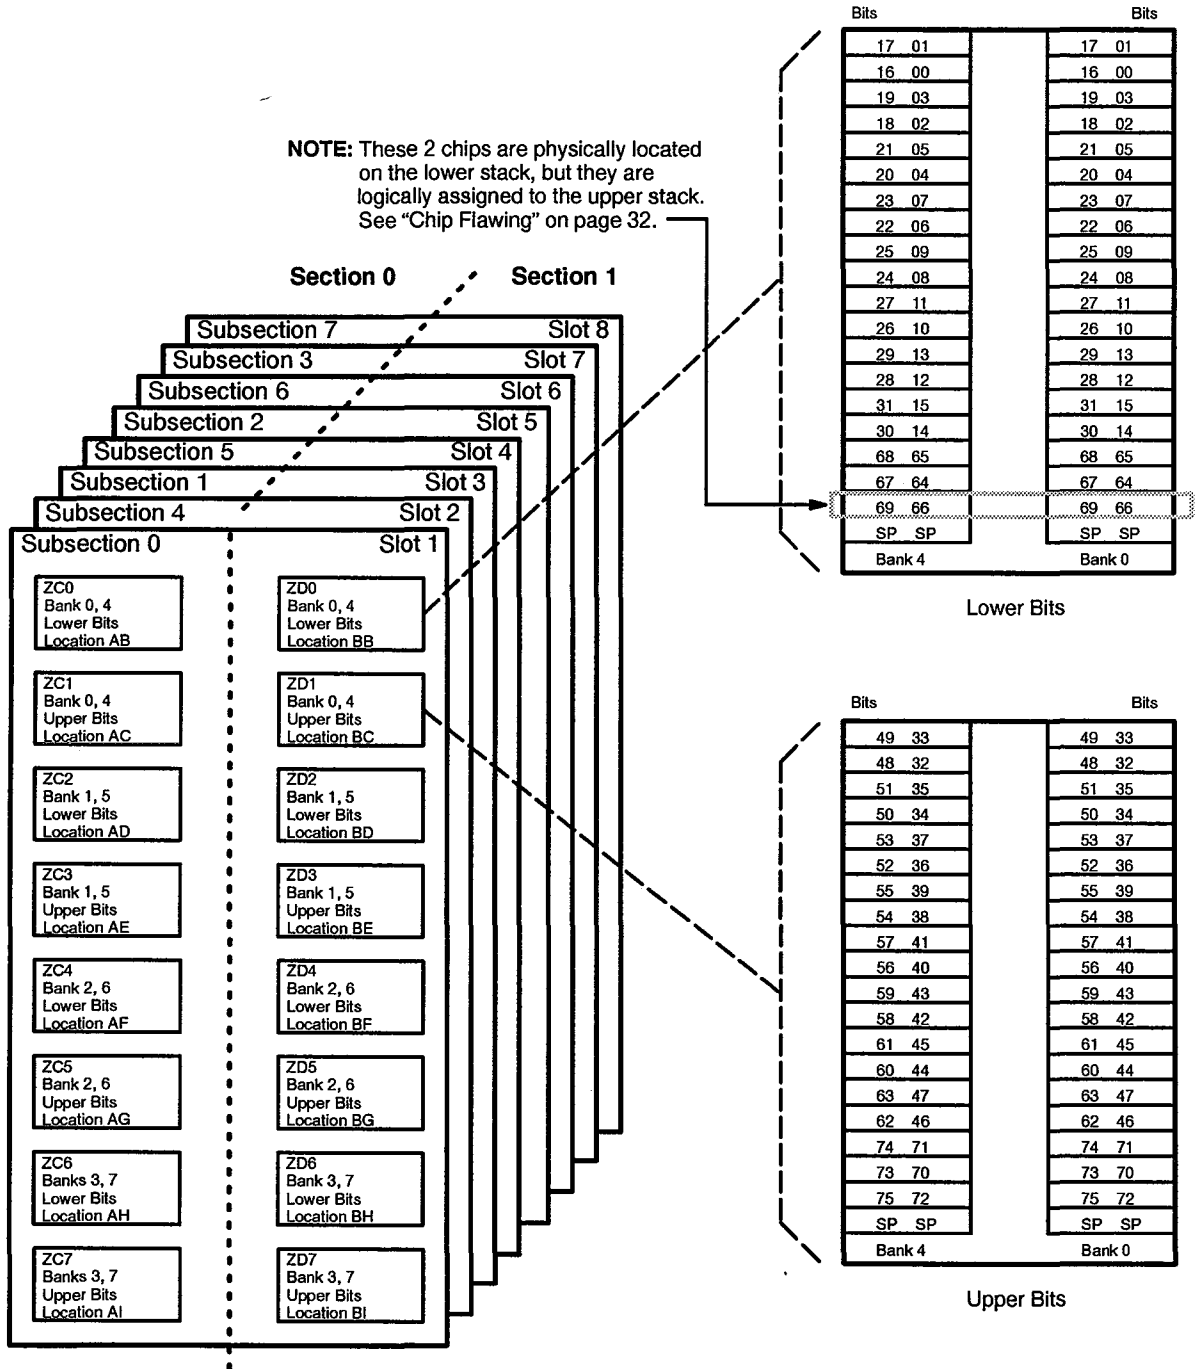 Bits Bits
17 01 17 01
16 00 16 00
19 03 19 03
18 02 18 02
21 05 21 05
20 04 20 04
23 07 23 07
22 06 22 06
25 09 25 09
24 08 24 08
27 11 27 11
26 10 26 10
29 13 29 13
28 12 28 12
31 15 31 15
30 14 30 14
68 65 68 65
67 64 67 64
69 66 69 66
SP SP SP SP
Bank 4 Bank 0
Lower Bits
NOTE: These 2 chips are physically located
on the lower stack, but they are
logically assigned to the upper stack.
See “Chip Flawing” on page 32.
Section 0 Section 1
Subsection 7 Slot 8
Subsection 3 Slot 7
Subsection 6 Slot 6
Subsection 2 Slot 5
Subsection 5 Slot 4
Subsection 1 Slot 3
Subsection 4 Slot 2
Subsection 0 Slot 1
ZC0
Bank 0, 4
Lower Bits
Location AB
ZD0
Bank 0, 4
Lower Bits
Location BB
ZC1
Bank 0, 4
Upper Bits
Location AC
ZD1
Bank 0, 4
Upper Bits
Location BC
ZC2
Bank 1, 5
Lower Bits
Location AD
ZD2
Bank 1, 5
Lower Bits
Location BD
ZC3
Bank 1, 5
Upper Bits
Location AE
ZD3
Bank 1, 5
Upper Bits
Location BE
ZC4
Bank 2, 6
Lower Bits
Location AF
ZD4
Bank 2, 6
Lower Bits
Location BF
ZC5
Bank 2, 6
Upper Bits
Location AG
ZD5
Bank 2, 6
Upper Bits
Location BG
ZC6
Banks 3, 7
Lower Bits
Location AH
ZD6
Bank 3, 7
Lower Bits
Location BH
ZC7
Banks 3, 7
Upper Bits
Location AI
ZD7
Bank 3, 7
Upper Bits
Location BI
Bits Bits
49 33 49 33
48 32 48 32
51 35 51 35
50 34 50 34
53 37 53 37
52 36 52 36
55 39 55 39
54 38 54 38
57 41 57 41
56 40 56 40
59 43 59 43
58 42 58 42
61 45 61 45
60 44 60 44
63 47 63 47
62 46 62 46
74 71 74 71
73 70 73 70
75 72 75 72
SP SP SP SP
Bank 4 Bank 0
Upper Bits